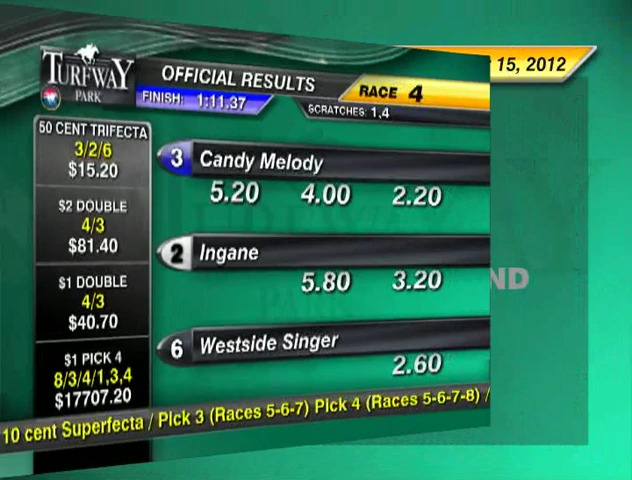 TURFWAY
PARK
OFFICIAL RESULTS
FINISH: 1:11.37
RACE 4
SCRATCHES: 1,4
15, 2012
50 CENT TRIFECTA
3/2/6
$15.20
$2 DOUBLE
4/3
$81.40
$1 DOUBLE
4/3
$40.70
$1 PICK 4
8/3/4/1,3,4
$17707.20
3 Candy Melody
5.20 4.00 2.20
2 Ingane
5.80 3.20
6 Westside Singer
2.60
ND
10 cent Superfecta / Pick 3 (Races 5-6-7) Pick 4 (Races 5-6-7-8) /